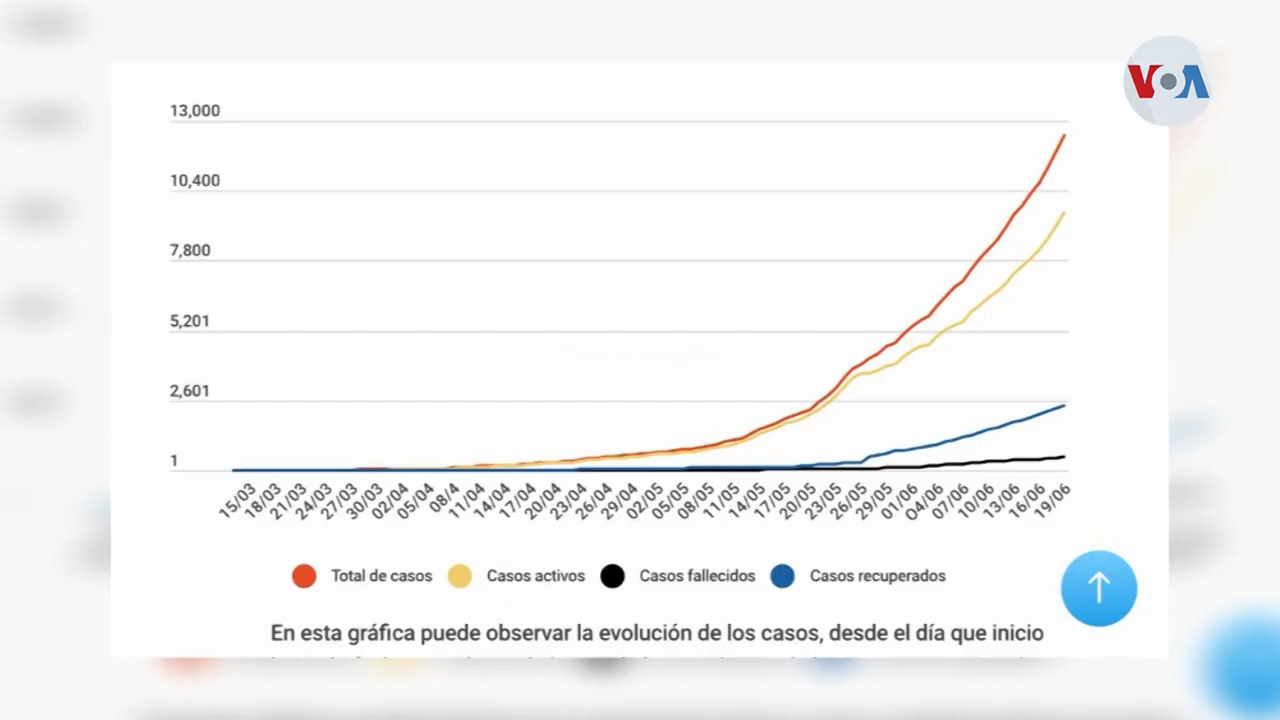 VOA
13,000
10,400
7,800
5,201
2,601
1
15/03 18/03 21/03 24/03 27/03 30/03 02/04 05/04 08/4 11/04 14/04 17/04 20/04 23/04 26/04 29/04 02/05 05/05 08/05 11/05 14/05 17/05 20/05 23/05 26/05 29/05 01/06 04/06 07/06 10/06 13/06 16/06 19/06
Total de casos Casos activos Casos fallecidos Casos recuperados
En esta gráfica puede observar la evolución de los casos, desde el día que inicio